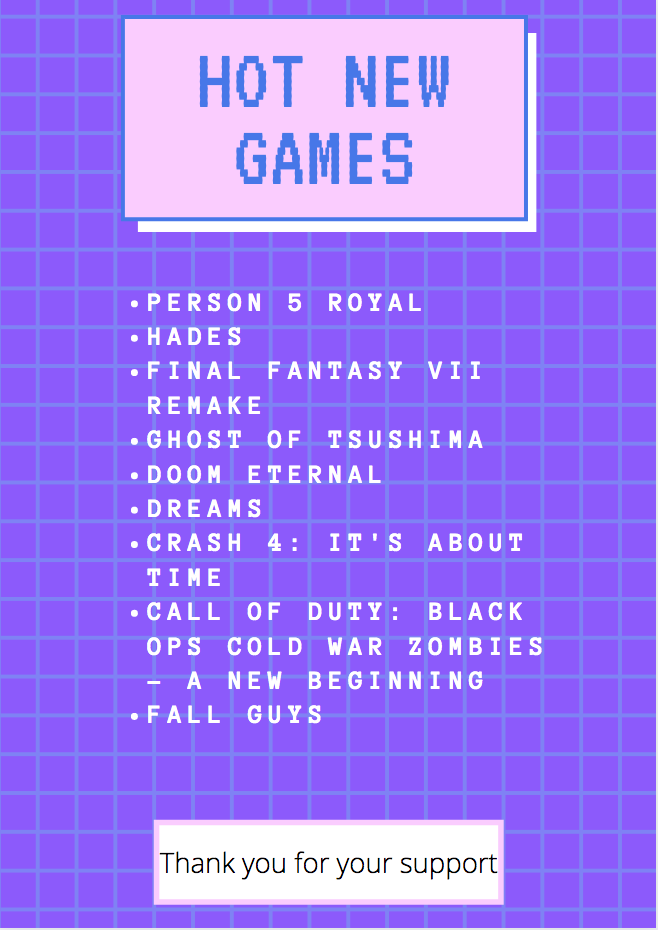 HOT NEW
GAMES
•PERSON 5 ROYAL
•HADES
•FINAL FANTASY VII
REMAKE
•GHOST OF TSUSHIMA
•DOOM ETERNAL
•DREAMS
•CRASH 4: IT'S ABOUT
TIME
•CALL OF DUTY: BLACK
OPS COLD WAR ZOMBIES
– A NEW BEGINNING
•FALL GUYS
Thank you for your support